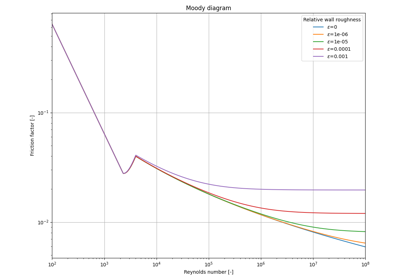 Moody diagram
Relative wall roughness
ε=0
ε=1e-06
ε=1e-05
ε=0.0001
ε=0.001
Friction factor [-]
10⁻¹
10⁻²
10² 10³ 10⁴ 10⁵ 10⁶ 10⁷ 10⁸
Reynolds number [-]